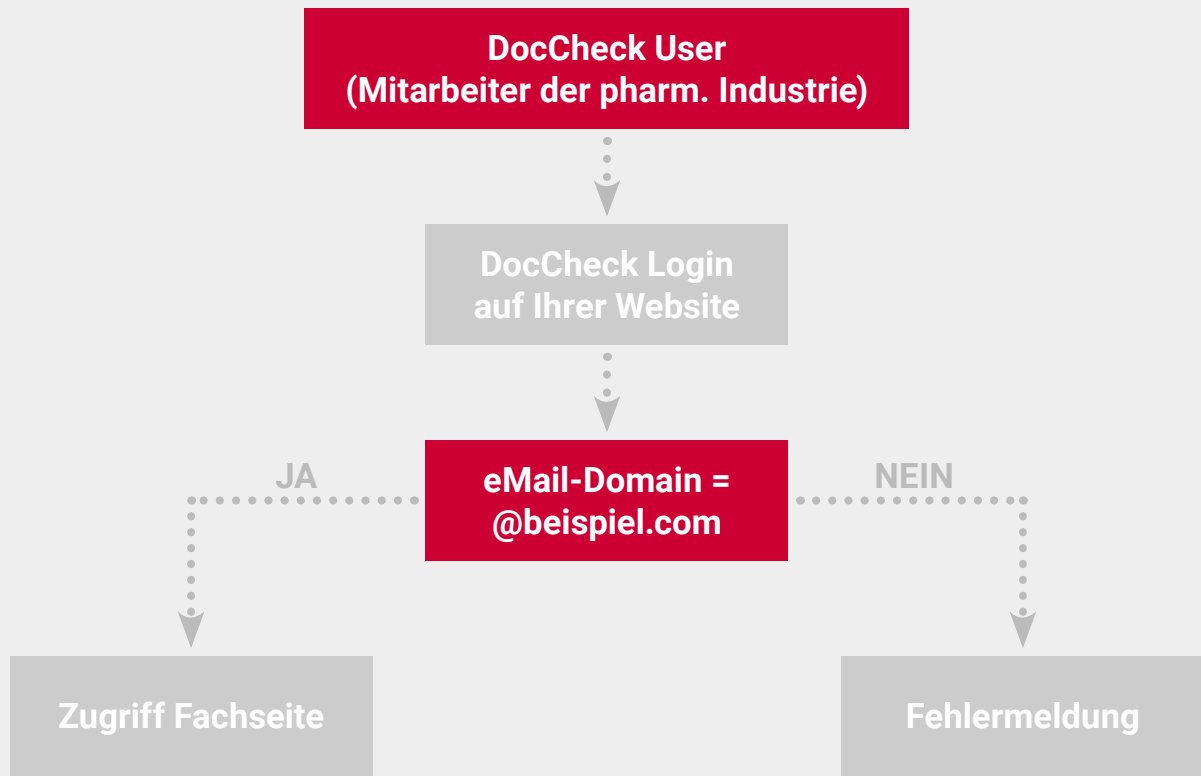 DocCheck User
(Mitarbeiter der pharm. Industrie)
DocCheck Login
auf Ihrer Website
JA
eMail-Domain =
@beispiel.com
NEIN
Zugriff Fachseite
Fehlermeldung